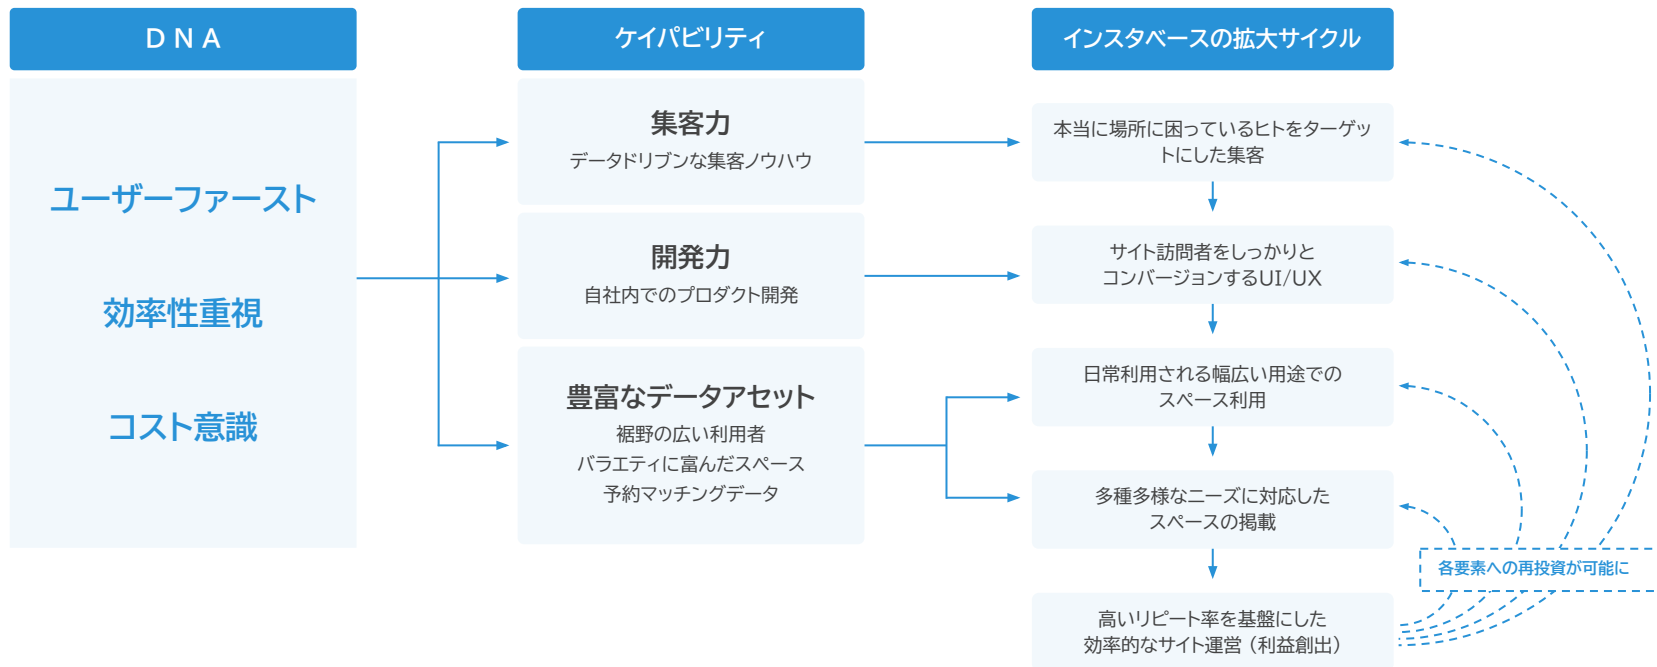 DNA
ユーザーファースト
効率性重視
コスト意識
ケイパビリティ
集客力
データドリブンな集客ノウハウ
開発力
自社内でのプロダクト開発
豊富なデータアセット
裾野の広い利用者
バラエティに富んだスペース
予約マッチングデータ
インスタベースの拡大サイクル
本当に場所に困っているヒトをターゲッ
トにした集客
サイト訪問者をしっかりと
コンバージョンするUI/UX
日常利用される幅広い用途での
スペース利用
多種多様なニーズに対応した
スペースの掲載
高いリピート率を基盤にした
効率的なサイト運営（利益創出）
各要素への再投資が可能に